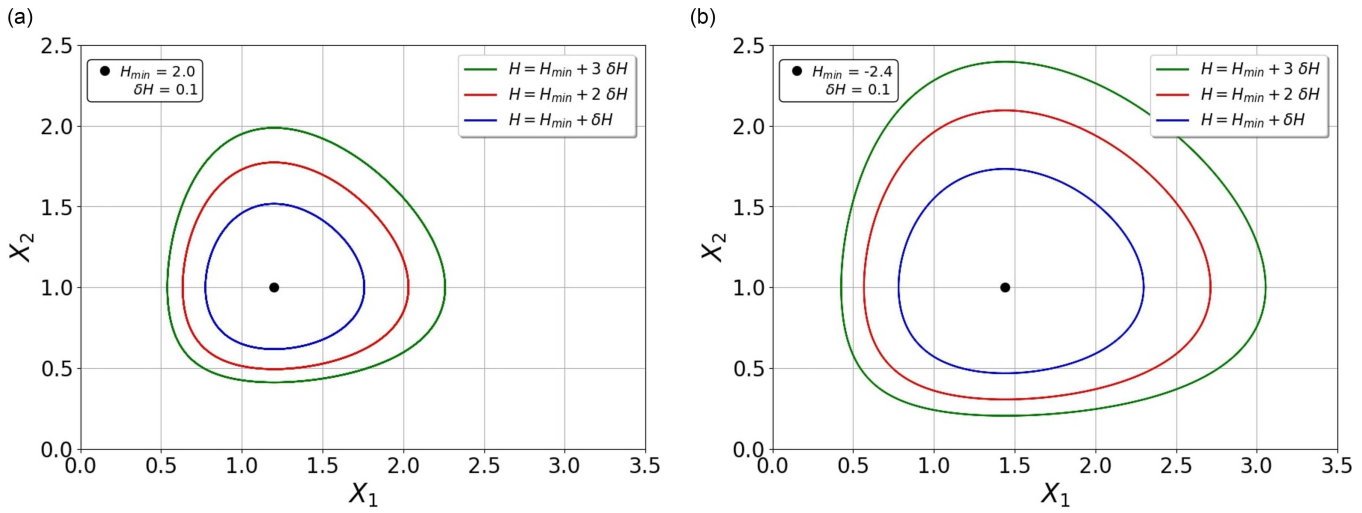 (a)
2.5
2.0
1.5
1.0
0.5
0.0
X₂
H_min = 2.0
δH = 0.1
H = H_min + 3 δH
H = H_min + 2 δH
H = H_min + δH
0.0 0.5 1.0 1.5 2.0 2.5 3.0 3.5
X₁
(b)
2.5
2.0
1.5
1.0
0.5
0.0
X₂
H_min = -2.4
δH = 0.1
H = H_min + 3 δH
H = H_min + 2 δH
H = H_min + δH
0.0 0.5 1.0 1.5 2.0 2.5 3.0 3.5
X₁